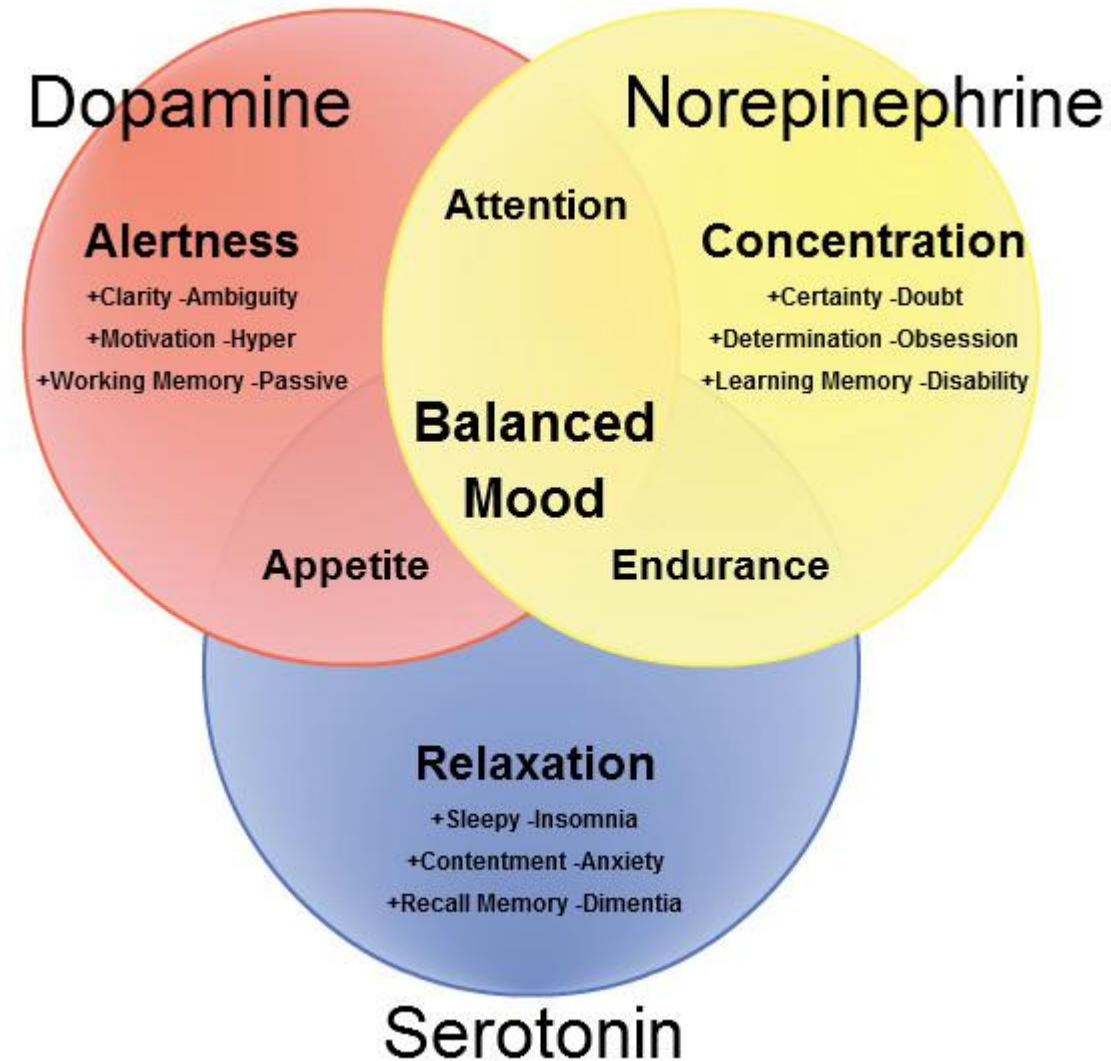 Dopamine
Norepinephrine
Attention
Alertness
+Clarity -Ambiguity
+Motivation -Hyper
+Working Memory -Passive
Concentration
+Certainty -Doubt
+Determination -Obsession
+Learning Memory -Disability
Balanced
Mood
Appetite
Endurance
Relaxation
+Sleepy -Insomnia
+Contentment -Anxiety
+Recall Memory -Dimentia
Serotonin